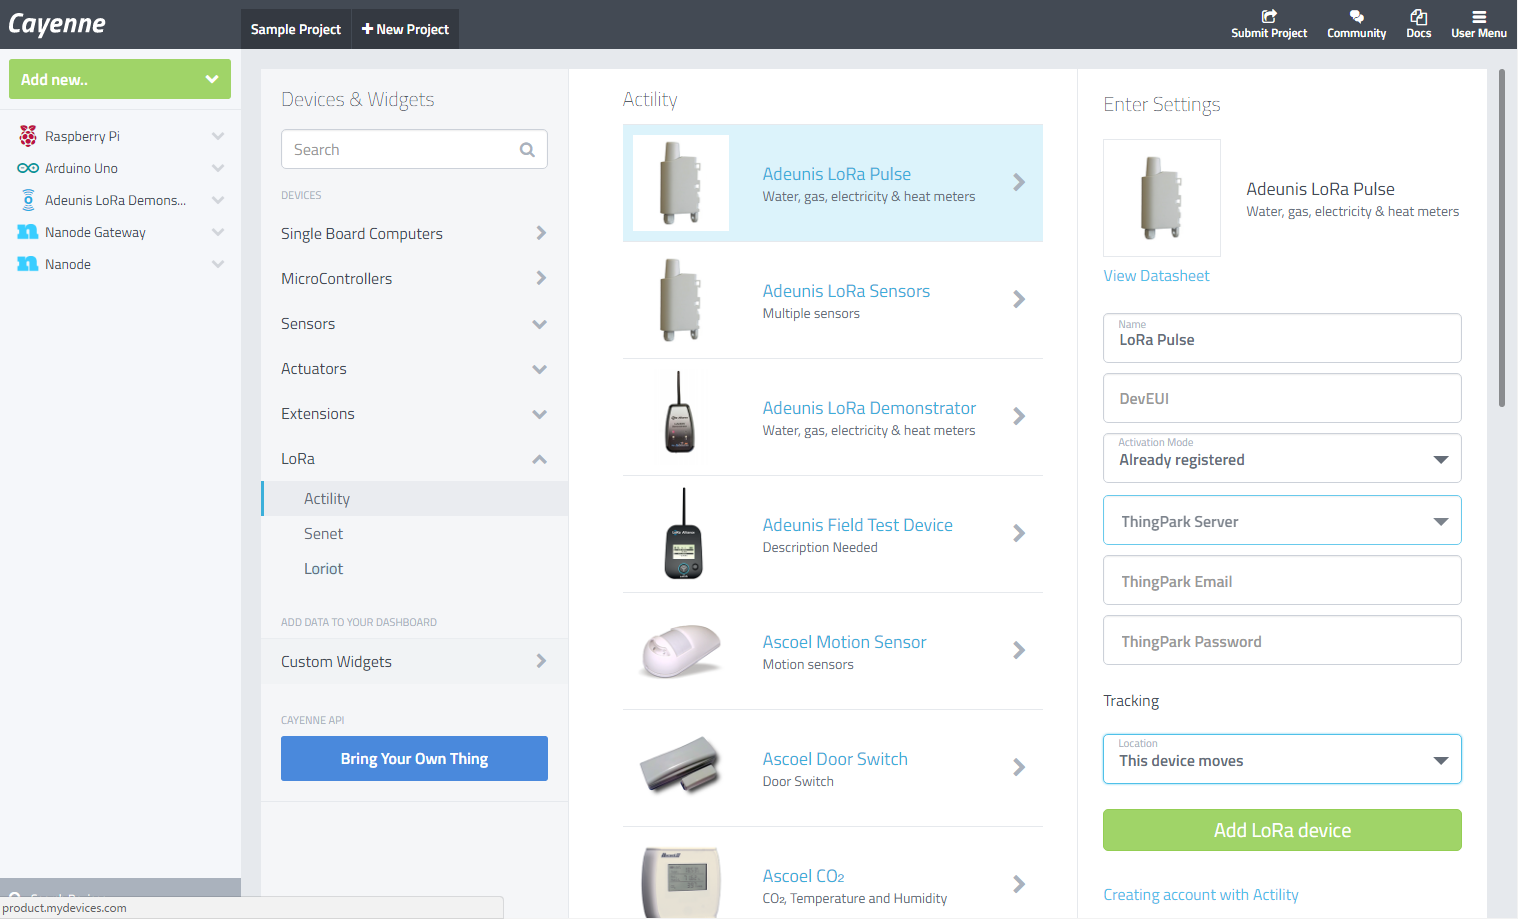 Cayenne
Sample Project
New Project
Submit Project
Community
Docs
User Menu
Add new..
Raspberry Pi
Arduino Uno
Adeunis LoRa Demons...
Nanode Gateway
Nanode
product.mydevices.com
Devices & Widgets
Search
DEVICES
Single Board Computers
MicroControllers
Sensors
Actuators
Extensions
LoRa
Actility
Senet
Loriot
ADD DATA TO YOUR DASHBOARD
Custom Widgets
CAYENNE API
Bring Your Own Thing
Actility
Adeunis LoRa Pulse
Water, gas, electricity & heat meters
Adeunis LoRa Sensors
Multiple sensors
Adeunis LoRa Demonstrator
Water, gas, electricity & heat meters
Adeunis Field Test Device
Description Needed
Ascoel Motion Sensor
Motion sensors
Ascoel Door Switch
Door Switch
Ascoel CO₂
CO₂, Temperature and Humidity
Enter Settings
Adeunis LoRa Pulse
Water, gas, electricity & heat meters
View Datasheet
Name
LoRa Pulse
DevEUI
Activation Mode
Already registered
ThingPark Server
ThingPark Email
ThingPark Password
Tracking
Location
This device moves
Add LoRa device
Creating account with Actility